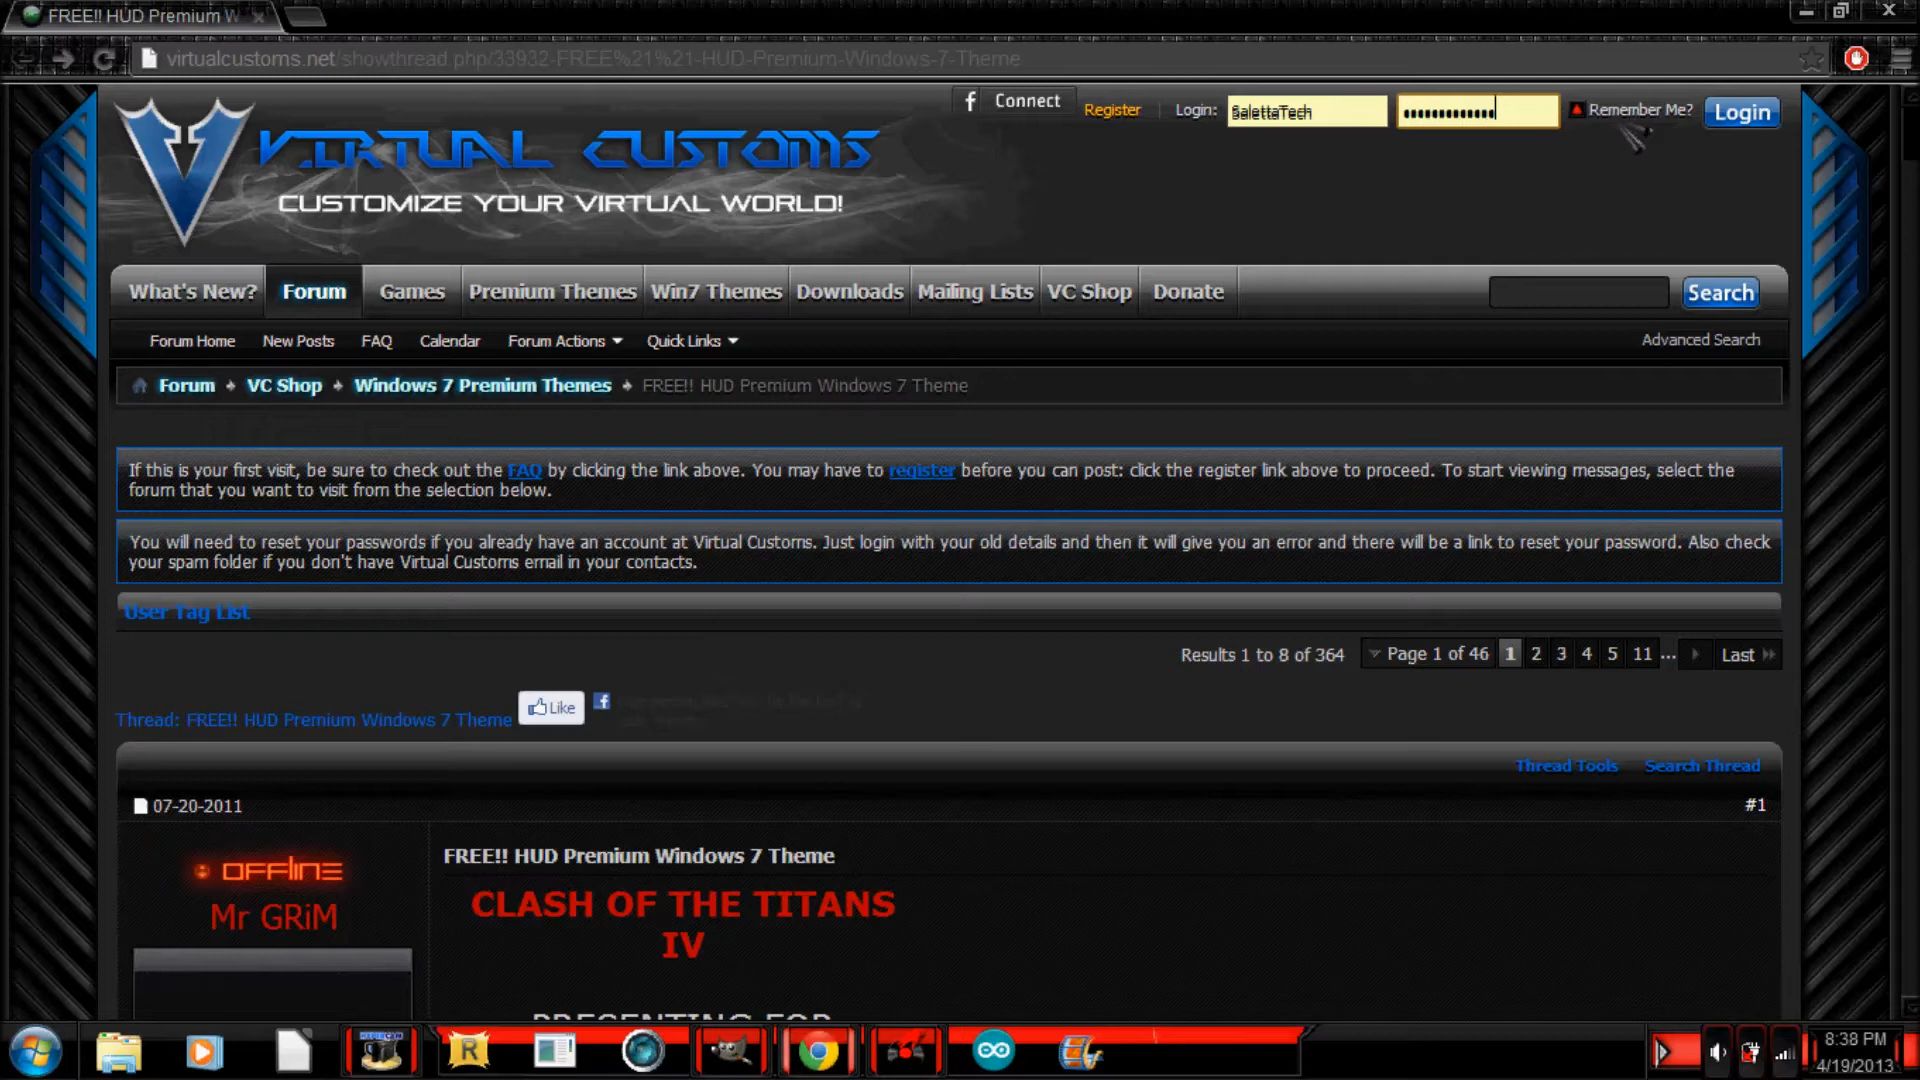 FREE!! HUD Premium W
virtualcustoms.net/showthread.php/33932-FREE%21%21-HUD-Premium-Windows-7-Theme
f Connect
Register
Login:
SalettaTech
•••••••••••••
Remember Me?
Login
VIRTUAL CUSTOMS
CUSTOMIZE YOUR VIRTUAL WORLD!
What's New? Forum Games Premium Themes Win7 Themes Downloads Mailing Lists VC Shop Donate
Search
Forum Home New Posts FAQ Calendar Forum Actions Quick Links
Advanced Search
Forum VC Shop Windows 7 Premium Themes FREE!! HUD Premium Windows 7 Theme
If this is your first visit, be sure to check out the FAQ by clicking the link above. You may have to register before you can post: click the register link above to proceed. To start viewing messages, select the
forum that you want to visit from the selection below.
You will need to reset your passwords if you already have an account at Virtual Customs. Just login with your old details and then it will give you an error and there will be a link to reset your password. Also check
your spam folder if you don't have Virtual Customs email in your contacts.
User Tag List
Results 1 to 8 of 364
Page 1 of 46 1 2 3 4 5 11 ... Last
Thread: FREE!! HUD Premium Windows 7 Theme
Like
Thread Tools Search Thread
07-20-2011
#1
OFFLINE
Mr GRiM
FREE!! HUD Premium Windows 7 Theme
CLASH OF THE TITANS
IV
PRESENTING FOR
8:38 PM
4/19/2013